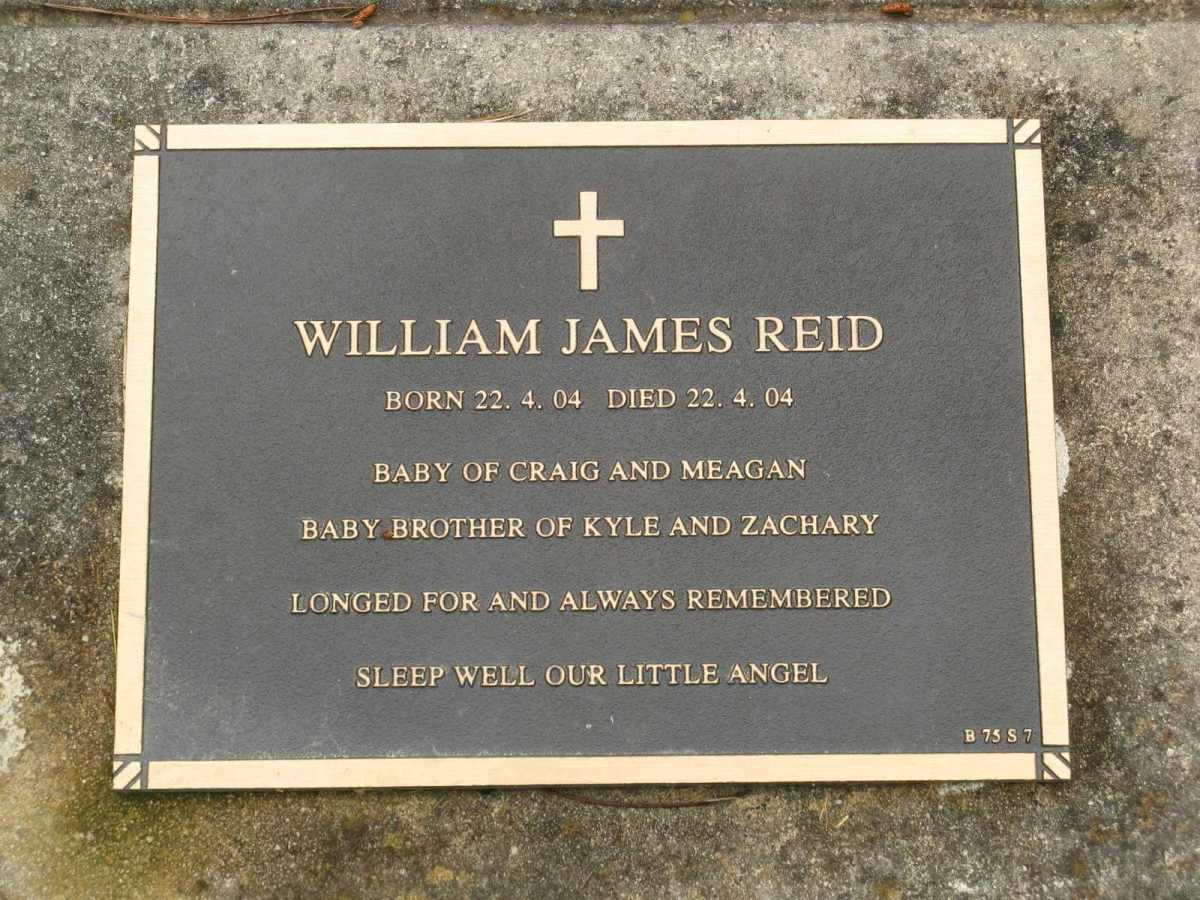 WILLIAM JAMES REID
BORN 22. 4. 04 DIED 22. 4. 04
BABY OF CRAIG AND MEAGAN
BABY BROTHER OF KYLE AND ZACHARY
LONGED FOR AND ALWAYS REMEMBERED
SLEEP WELL OUR LITTLE ANGEL
B 75 S 7